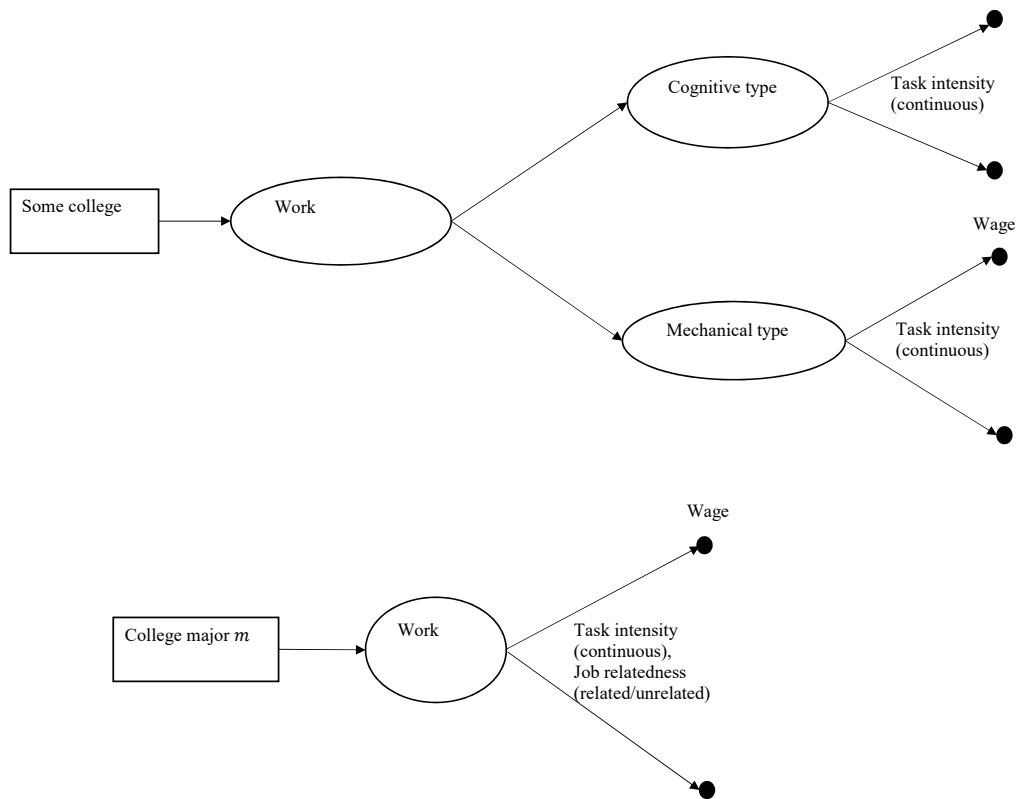 Cognitive type
Task intensity
(continuous)
Some college
Work
Wage
Mechanical type
Task intensity
(continuous)
Wage
College major m
Work
Task intensity
(continuous),
Job relatedness
(related/unrelated)